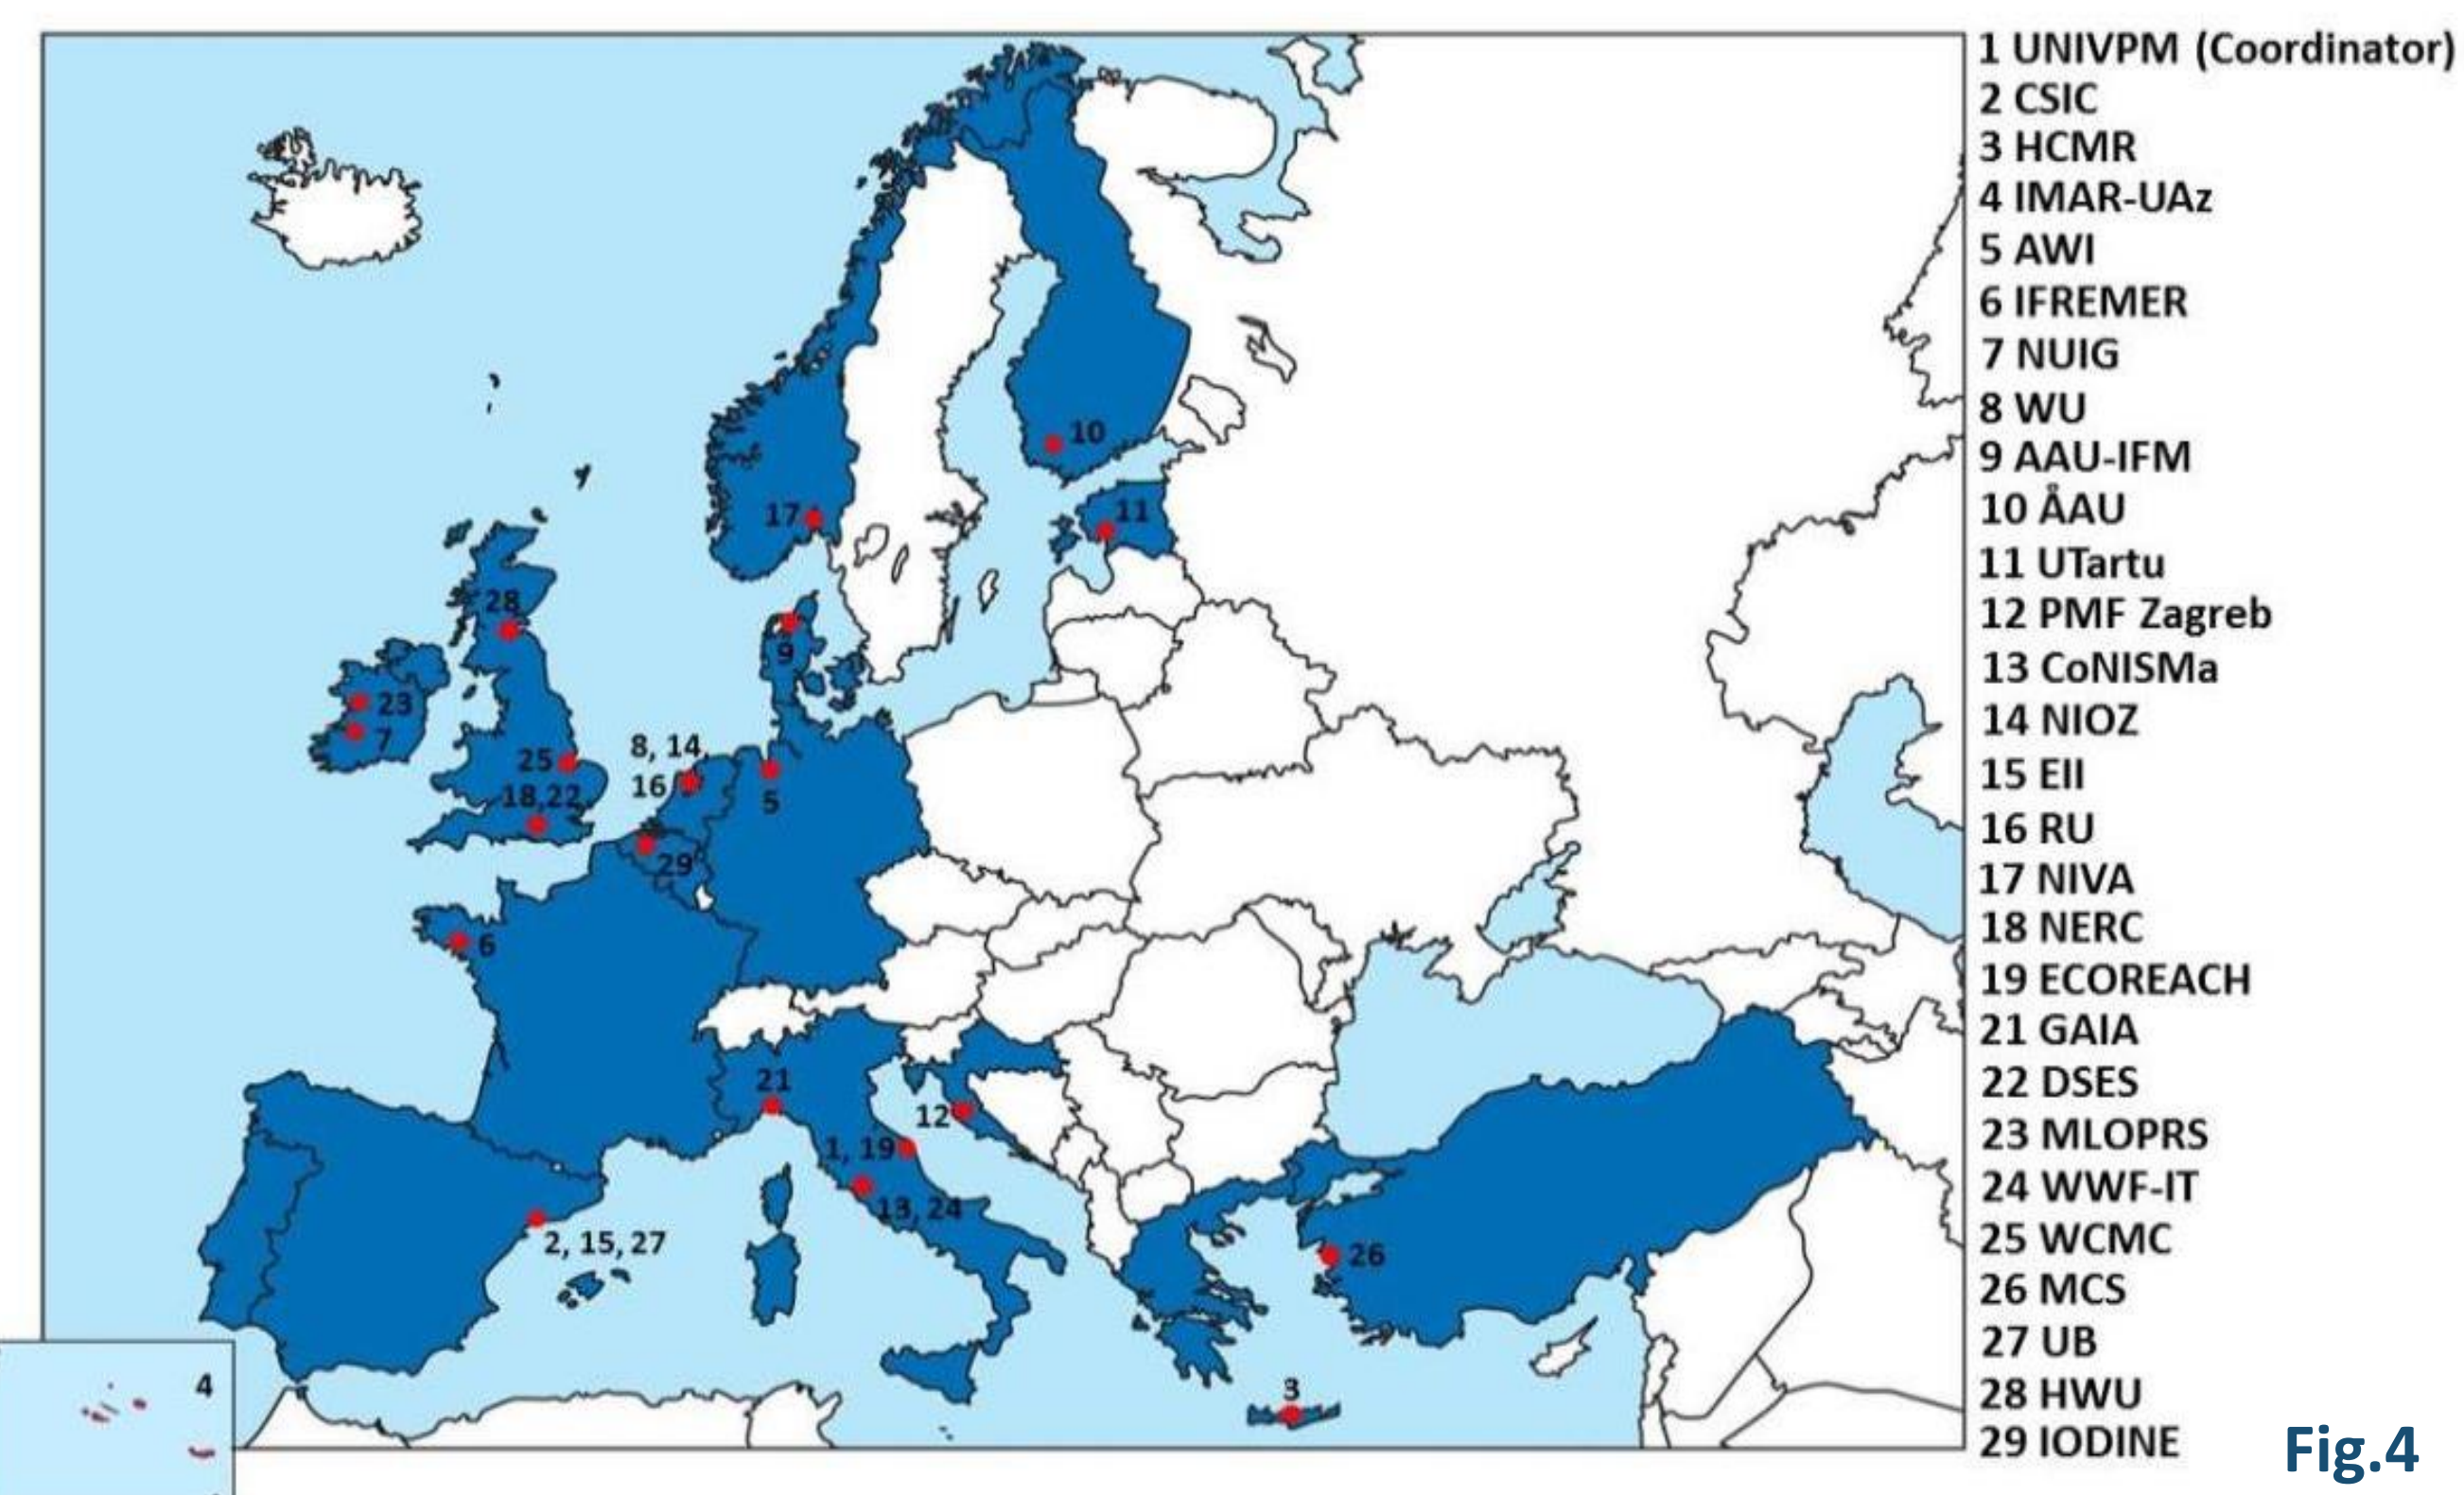 1 UNIVPM (Coordinator)
2 CSIC
3 HCMR
4 IMAR-UAz
5 AWI
6 IFREMER
7 NUIG
8 WU
9 AAU-IFM
10 ÅAU
11 UTartu
12 PMF Zagreb
13 CoNISMa
14 NIOZ
15 EII
16 RU
17 NIVA
18 NERC
19 ECOREACH
21 GAIA
22 DSES
23 MLOPRS
24 WWF-IT
25 WCMC
26 MCS
27 UB
28 HWU
29 IODINE
10
17
11
28
9
23
7
25
8, 14,
16
18,22
5
29
6
21
12
1, 19
13, 24
2, 15, 27
26
3
4
Fig.4